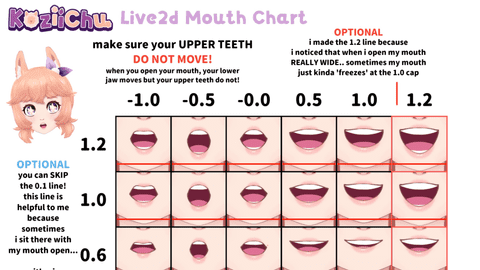 KoziiChu Live2d Mouth Chart
make sure your UPPER TEETH
DO NOT MOVE!
when you open your mouth, your lower
jaw moves but your upper teeth do not!
OPTIONAL
i made the 1.2 line because
i noticed that when i open my mouth
REALLY WIDE.. sometimes my mouth
just kinda 'freezes' at the 1.0 cap
-1.0 -0.5 -0.0 0.5 1.0 1.2
1.2
1.0
0.6
OPTIONAL
you can SKIP
the 0.1 line!
this line is
helpful to me
because
sometimes
i sit there with
my mouth open...